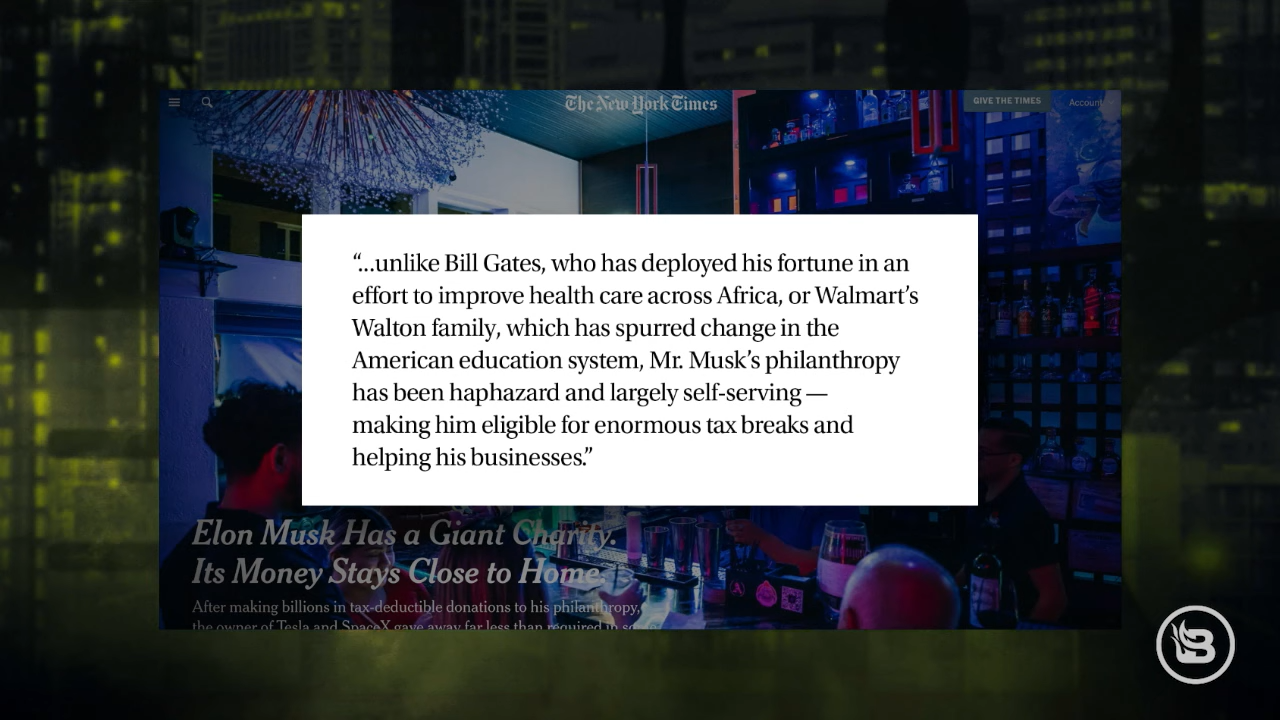 The New York Times
GIVE THE TIMES
Account
“...unlike Bill Gates, who has deployed his fortune in an
effort to improve health care across Africa, or Walmart’s
Walton family, which has spurred change in the
American education system, Mr. Musk’s philanthropy
has been haphazard and largely self-serving —
making him eligible for enormous tax breaks and
helping his businesses.”
Elon Musk Has a Giant Charity.
Its Money Stays Close to Home.
After making billions in tax-deductible donations to his philanthropy,
the owner of Tesla and SpaceX gave away far less than required in
B